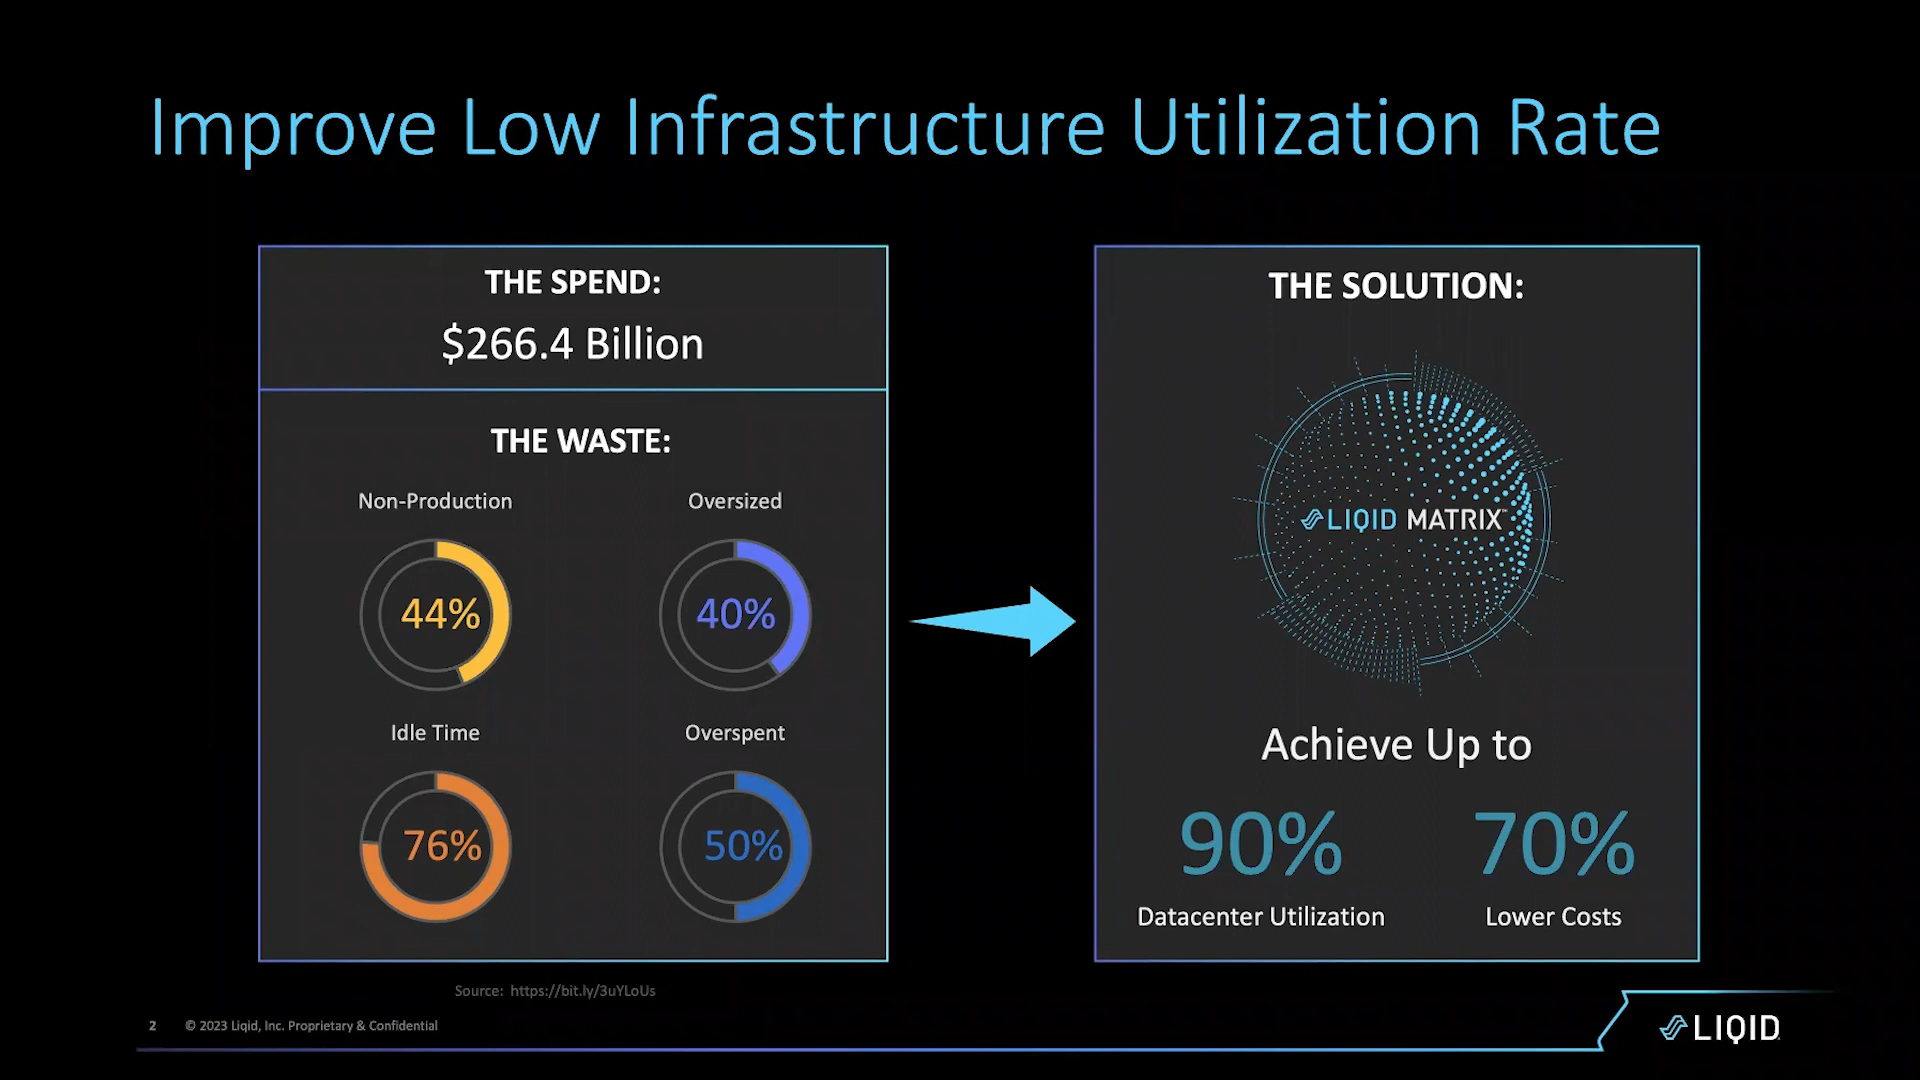 Improve Low Infrastructure Utilization Rate
THE SPEND:
$266.4 Billion
THE WASTE:
Non-Production
Oversized
44%
40%
Idle Time
Overspent
76%
50%
THE SOLUTION:
LIQID MATRIX™
Achieve Up to
90%
70%
Datacenter Utilization
Lower Costs
Source: https://bit.ly/3uYLoUs
2
© 2023 Liqid, Inc. Proprietary & Confidential
LIQID